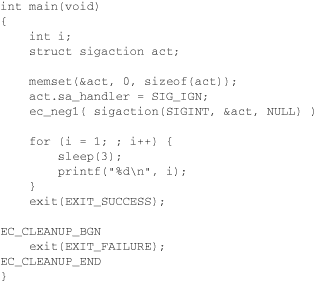 int main(void)
{
    int i;
    struct sigaction act;

    memset(&act, 0, sizeof(act));
    act.sa_handler = SIG_IGN;
    ec_neg1( sigaction(SIGINT, &act, NULL) )

    for (i = 1; ; i++) {
        sleep(3);
        printf("%d\n", i);
    }
    exit(EXIT_SUCCESS);

EC_CLEANUP_BGN
    exit(EXIT_FAILURE);
EC_CLEANUP_END
}